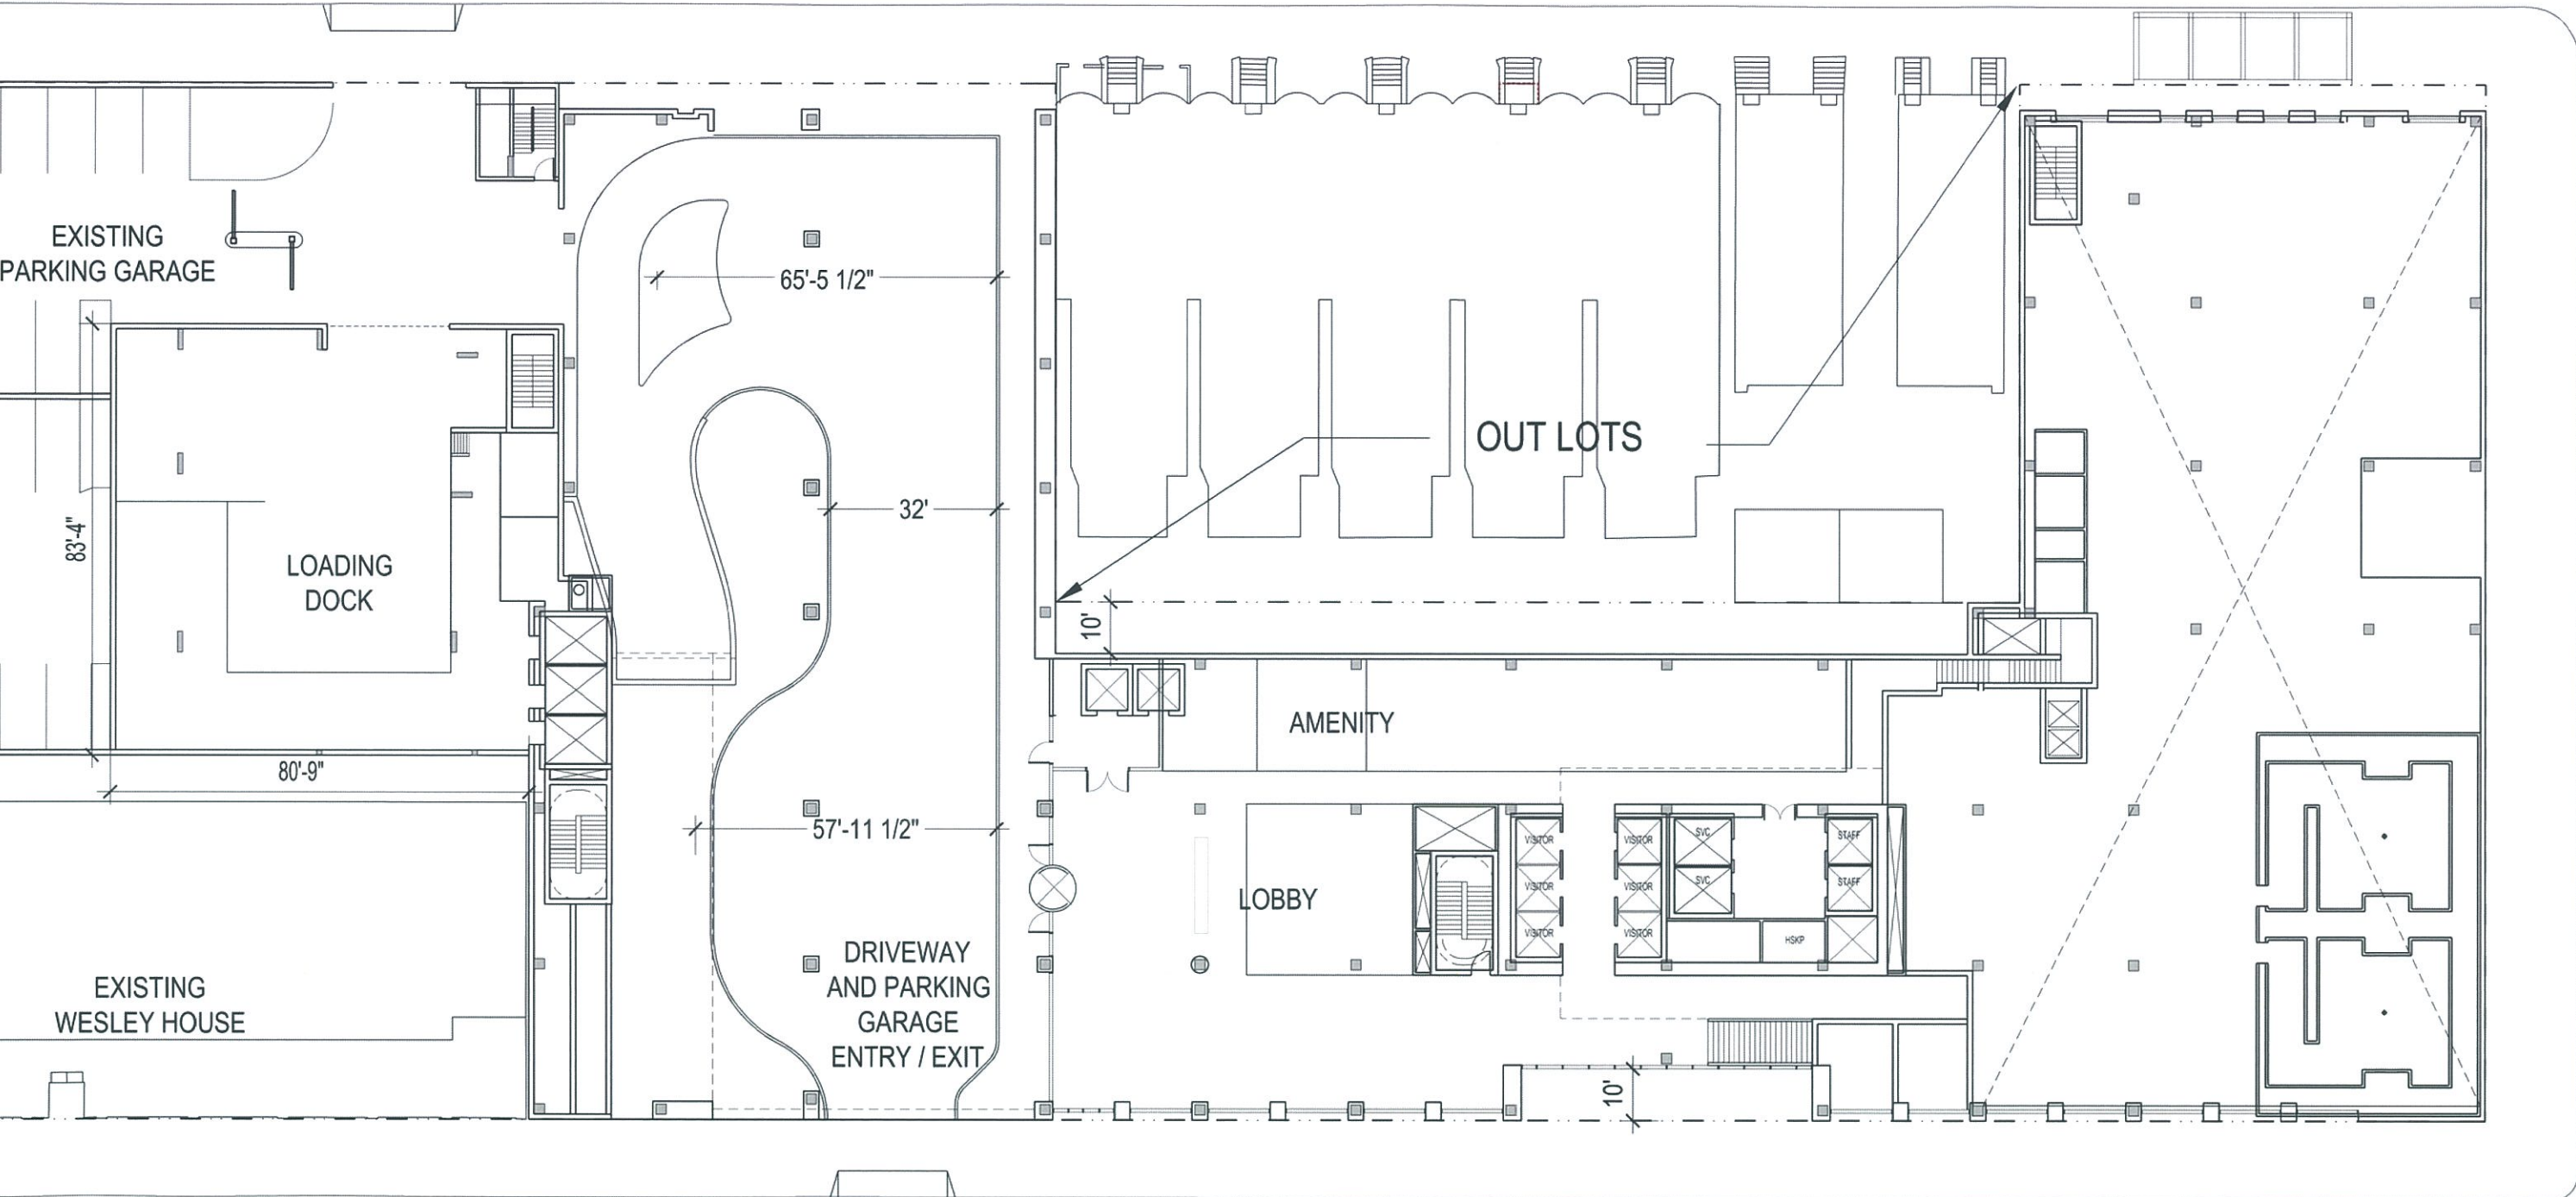 EXISTING
PARKING GARAGE
65'-5 1/2"
OUT LOTS
32'
83'-4"
LOADING
DOCK
10'
AMENITY
80'-9"
57'-11 1/2"
VISITOR
VISITOR
SVC
STAFF
VISITOR
VISITOR
SVC
STAFF
LOBBY
VISITOR
VISITOR
HSKP
DRIVEWAY
AND PARKING
GARAGE
ENTRY / EXIT
EXISTING
WESLEY HOUSE
10'